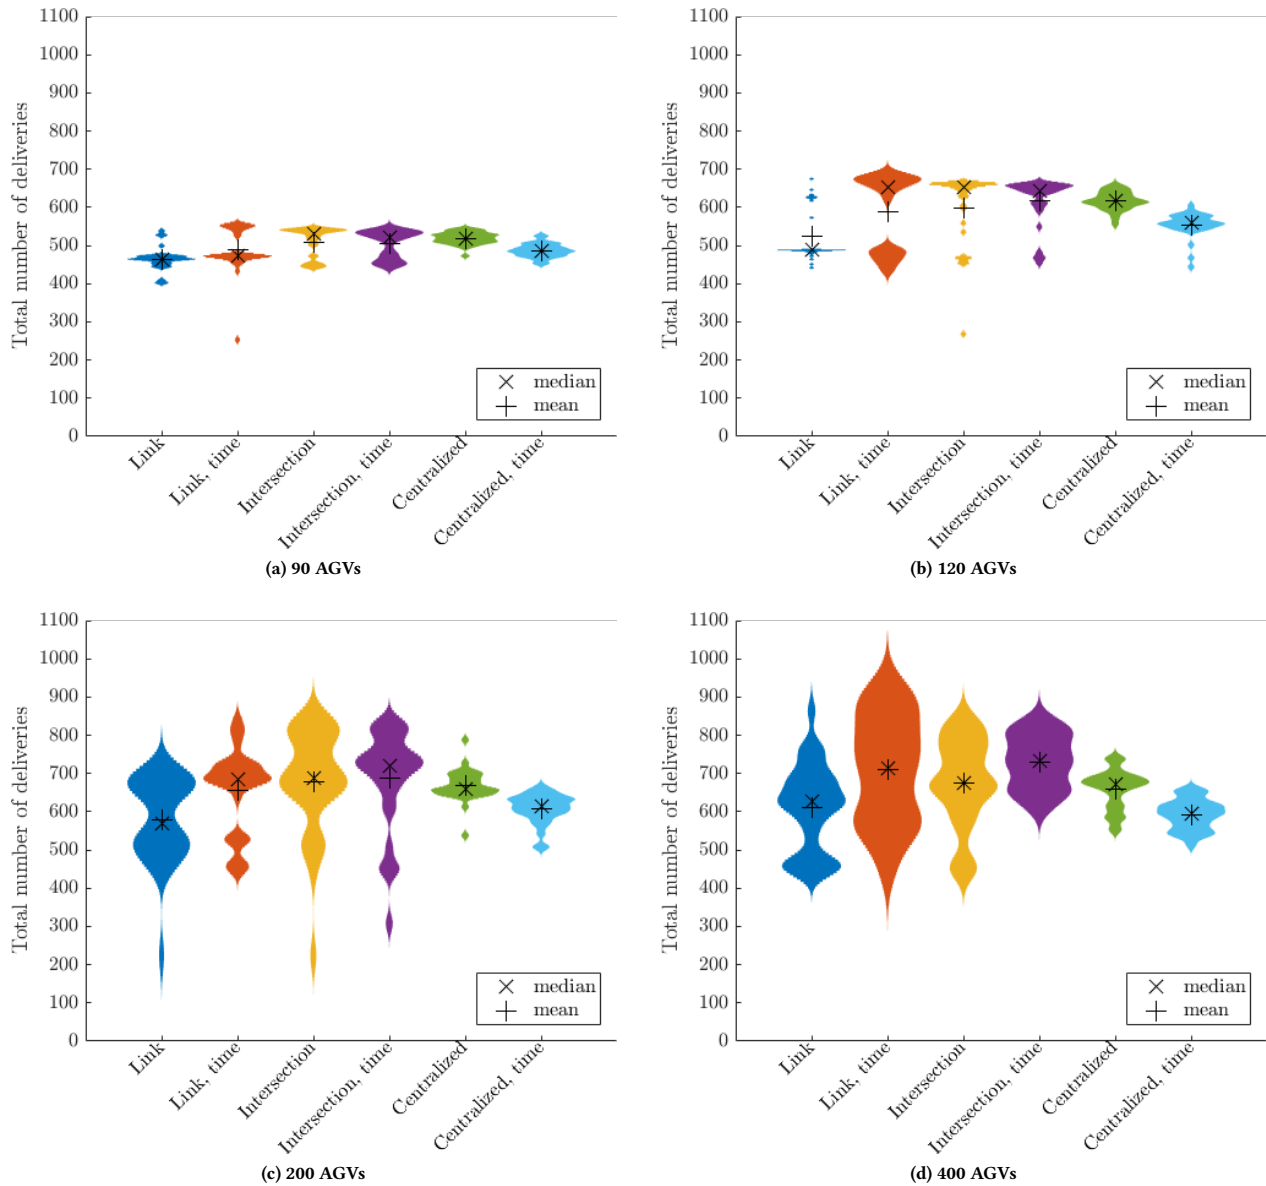 1100
1000
900
800
700
600
500
400
300
200
100
0
Total number of deliveries
median
mean
Link
Link, time
Intersection
Intersection, time
Centralized
Centralized, time
(a) 90 AGVs
1100
1000
900
800
700
600
500
400
300
200
100
0
Total number of deliveries
median
mean
Link
Link, time
Intersection
Intersection, time
Centralized
Centralized, time
(b) 120 AGVs
1100
1000
900
800
700
600
500
400
300
200
100
0
Total number of deliveries
median
mean
Link
Link, time
Intersection
Intersection, time
Centralized
Centralized, time
(c) 200 AGVs
1100
1000
900
800
700
600
500
400
300
200
100
0
Total number of deliveries
median
mean
Link
Link, time
Intersection
Intersection, time
Centralized
Centralized, time
(d) 400 AGVs